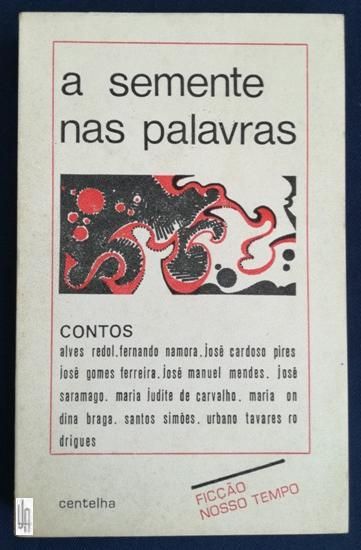 a semente
nas palavras
CONTOS
alves redol.fernando namora.josé cardoso pires
josé gomes ferreira.josé manuel mendes. josé
saramago. maria judite de carvalho. maria on
dina braga. santos simões. urbano tavares ro
drigues
centelha
FICÇÃO
NOSSO TEMPO